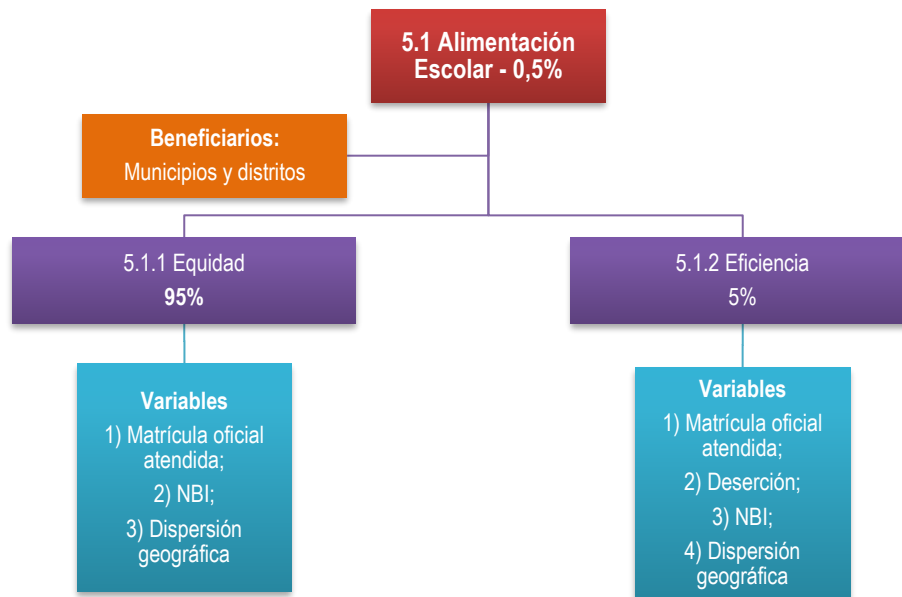 5.1 Alimentación
Escolar - 0,5%
Beneficiarios:
Municipios y distritos
5.1.1 Equidad
95%
5.1.2 Eficiencia
5%
Variables
1) Matrícula oficial
atendida;
2) NBI;
3) Dispersión
geográfica
Variables
1) Matrícula oficial
atendida;
2) Deserción;
3) NBI;
4) Dispersión
geográfica